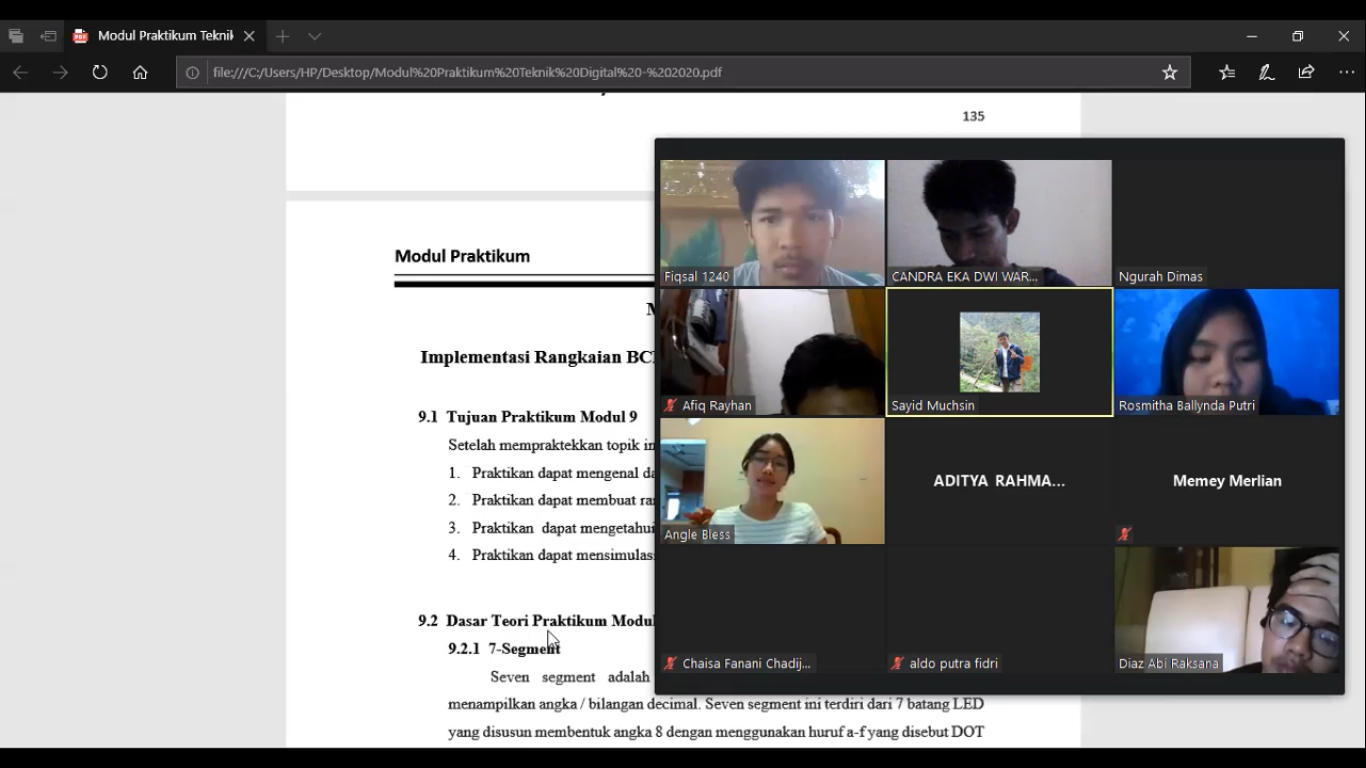 Modul Praktikum Teknik
file:///C:/Users/HP/Desktop/Modul%20Praktikum%20Teknik%20Digital%20-%202020.pdf
135
Modul Praktikum
Implementasi Rangkaian BC
9.1 Tujuan Praktikum Modul 9
Setelah mempraktekkan topik in
1. Praktikan dapat mengenal da
2. Praktikan dapat membuat ra
3. Praktikan dapat mengetahui
4. Praktikan dapat mensimulas
9.2 Dasar Teori Praktikum Modul
9.2.1 7-Segment
Seven segment adalah
menampilkan angka / bilangan decimal. Seven segment ini terdiri dari 7 batang LED
yang disusun membentuk angka 8 dengan menggunakan huruf a-f yang disebut DOT
Fiqsal 1240
CANDRA EKA DWI WAR...
Ngurah Dimas
Afiq Rayhan
Sayid Muchsin
Rosmitha Ballynda Putri
Angle Bless
ADITYA RAHMA...
Memey Merlian
Chaisa Fanani Chadij...
aldo putra fidri
Diaz Abi Raksana